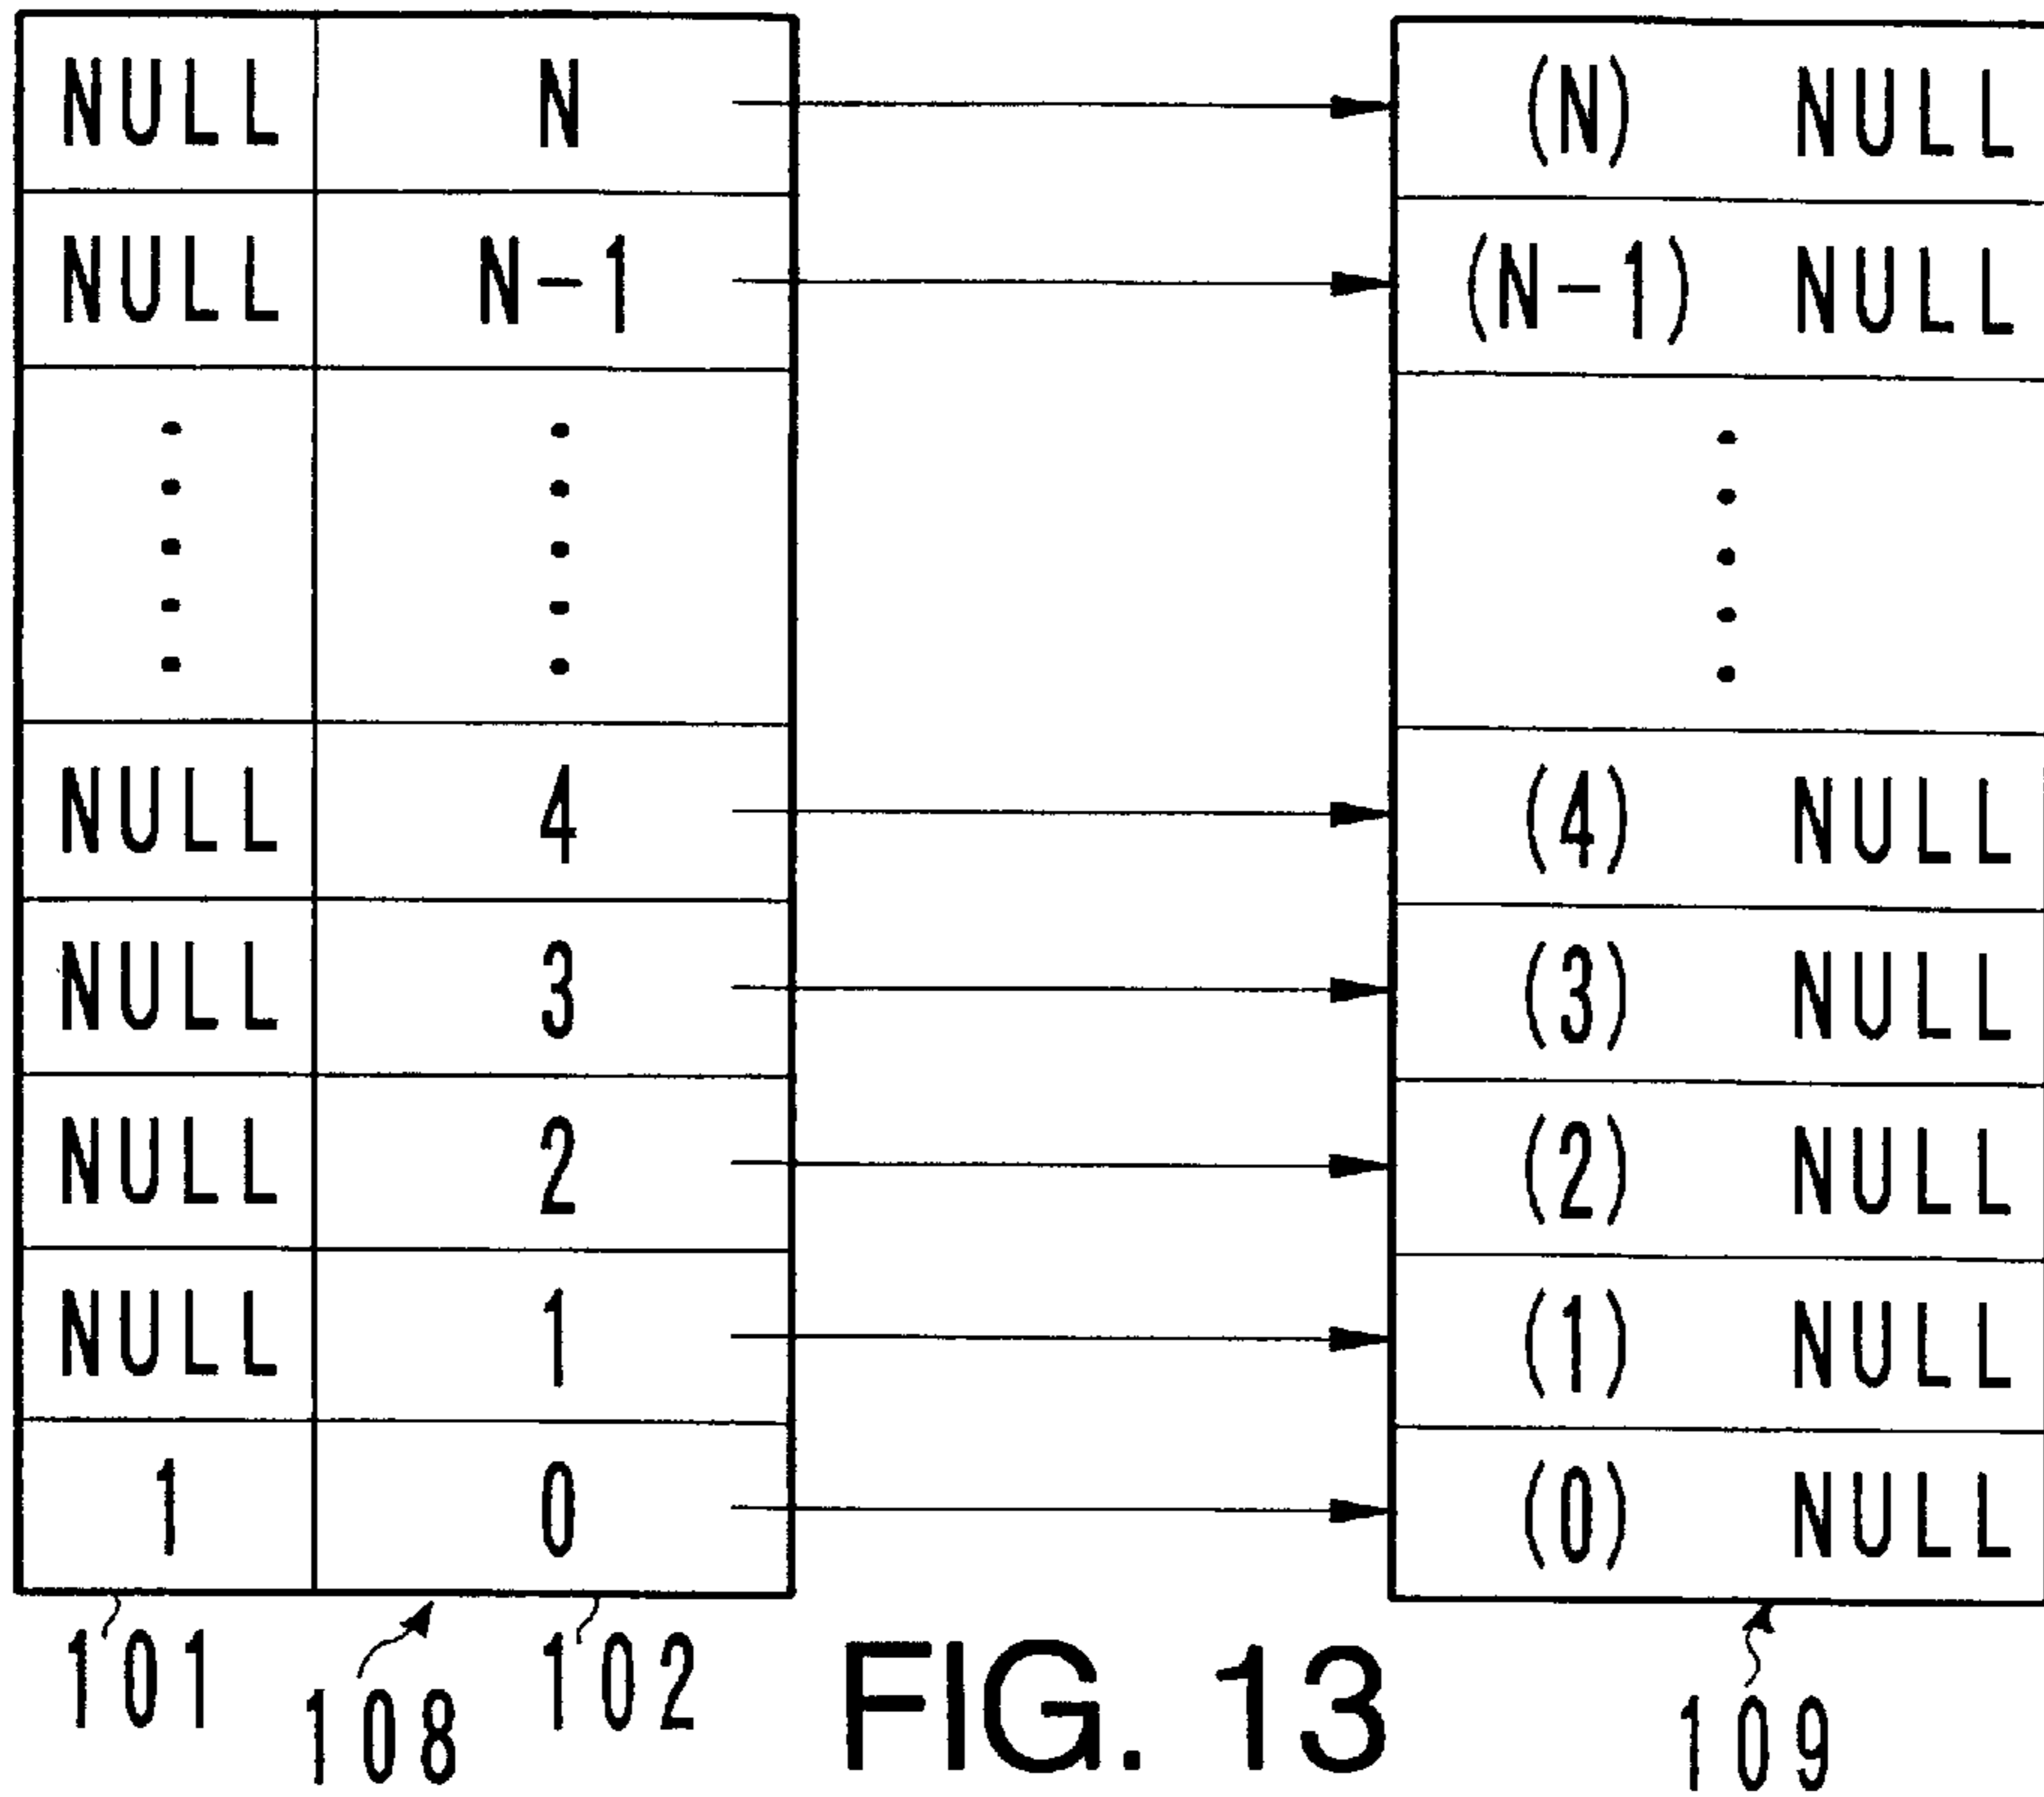 NULL N (N) NULL
NULL N-1 (N-1) NULL
NULL 4 (4) NULL
NULL 3 (3) NULL
NULL 2 (2) NULL
NULL 1 (1) NULL
1 0 (0) NULL
101 108 102 109
FIG. 13